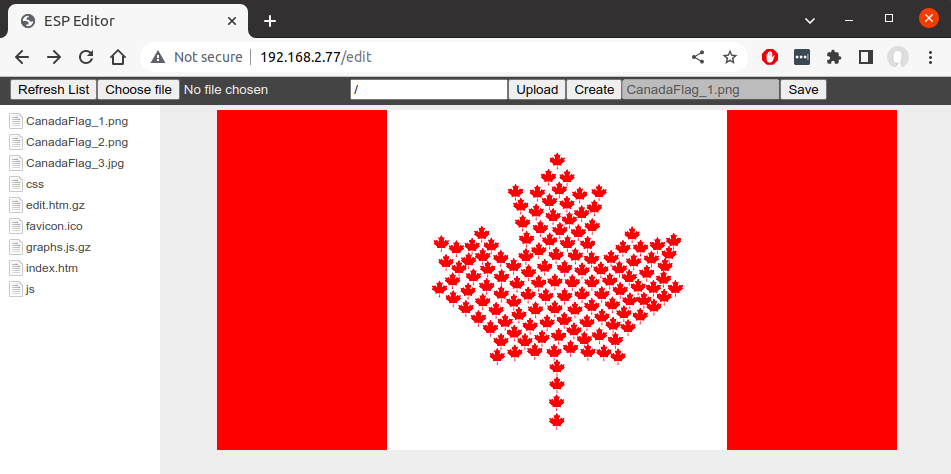 ESP Editor
Not secure 192.168.2.77/edit
Refresh List Choose file No file chosen / Upload Create CanadaFlag_1.png Save
CanadaFlag_1.png
CanadaFlag_2.png
CanadaFlag_3.jpg
css
edit.htm.gz
favicon.ico
graphs.js.gz
index.htm
js